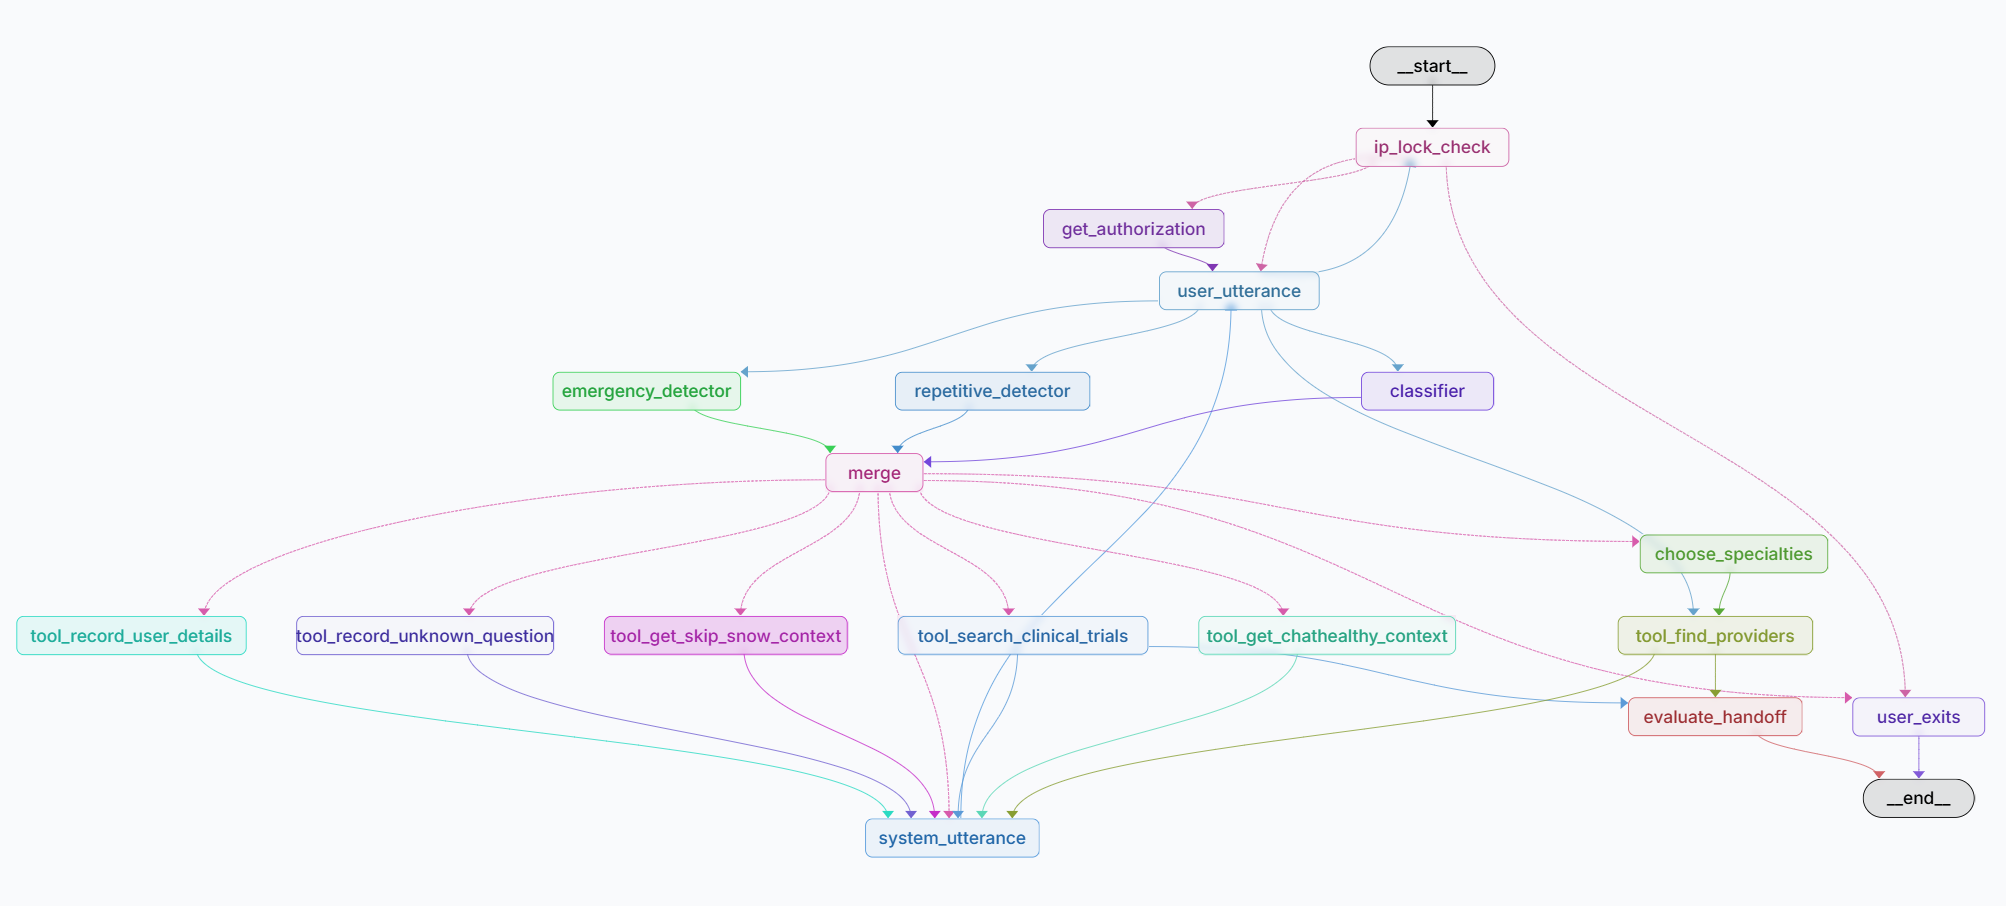 __start__
ip_lock_check
get_authorization
user_utterance
emergency_detector
repetitive_detector
classifier
merge
choose_specialties
tool_record_user_details
tool_record_unknown_question
tool_get_skip_snow_context
tool_search_clinical_trials
tool_get_chathealthy_context
tool_find_providers
evaluate_handoff
user_exits
__end__
system_utterance